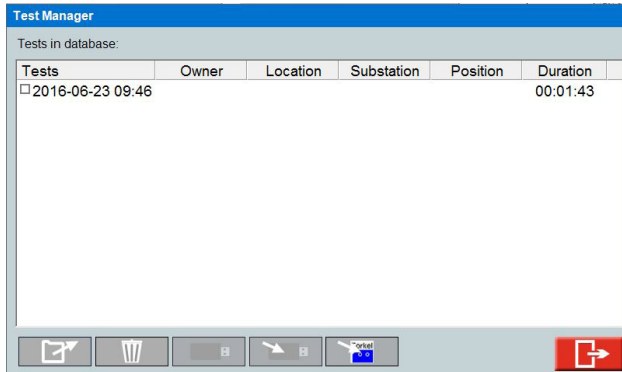 Test Manager
Tests in database:
Tests Owner Location Substation Position Duration
2016-06-23 09:46 00:01:43